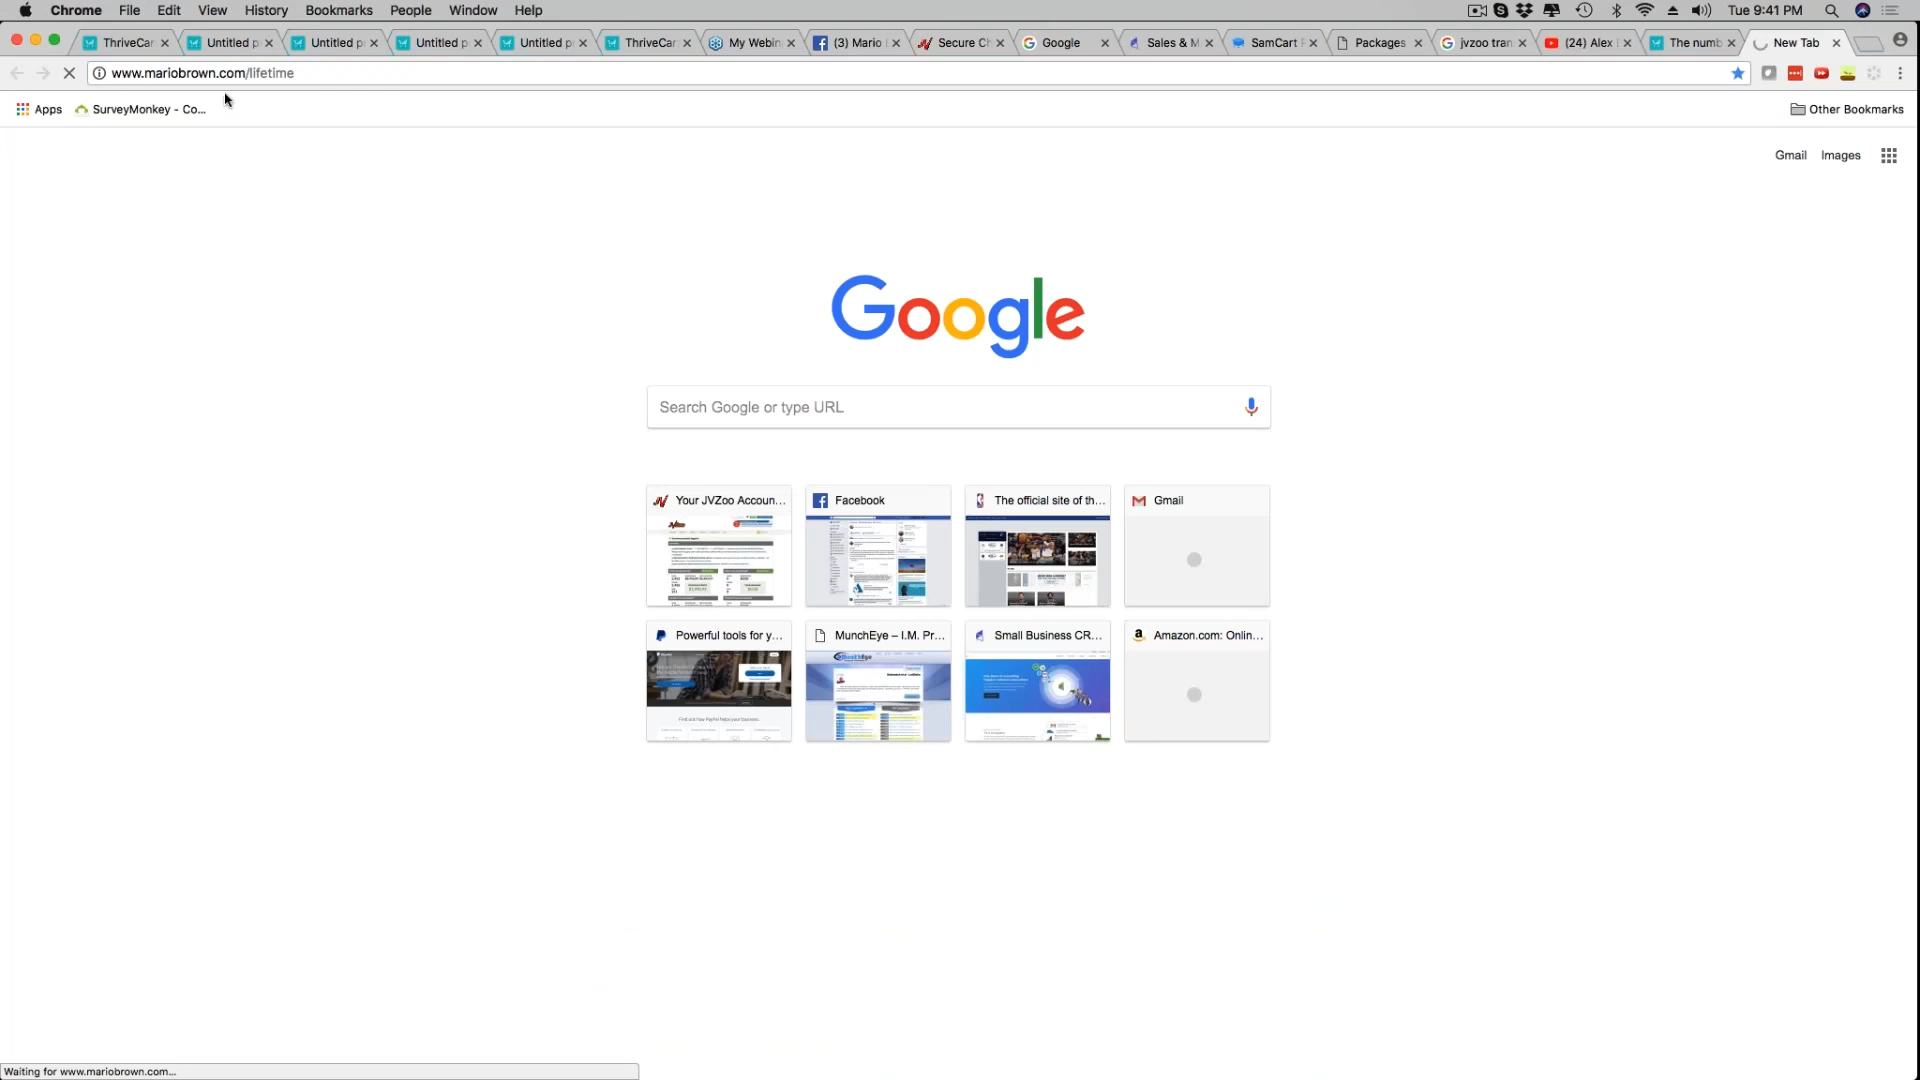 Chrome File Edit View History Bookmarks People Window Help Tue 9:41 PM
ThriveCar Untitled p Untitled p Untitled p Untitled p ThriveCar My Webin (3) Mario Secure Ch Google Sales & M SamCart Packages jvzoo tran (24) Alex The numb New Tab
www.mariobrown.com/lifetime
Apps SurveyMonkey - Co... Other Bookmarks
Gmail Images
Google
Search Google or type URL
Your JVZoo Accoun... Facebook The official site of th... Gmail
Powerful tools for y... MunchEye – I.M. Pr... Small Business CR... Amazon.com: Onlin...
Waiting for www.mariobrown.com...